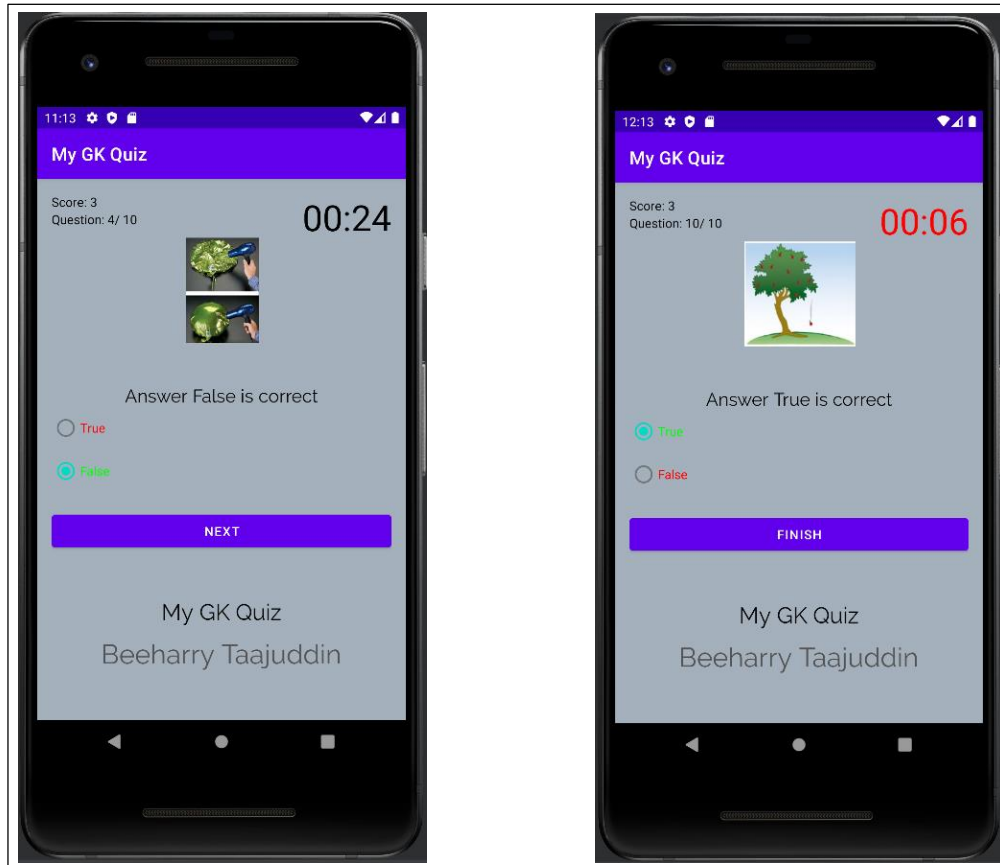 11:13
My GK Quiz
Score: 3
Question: 4/ 10
00:24
Answer False is correct
True
False
NEXT
My GK Quiz
Beeharry Taajuddin
12:13
My GK Quiz
Score: 3
Question: 10/ 10
00:06
Answer True is correct
True
False
FINISH
My GK Quiz
Beeharry Taajuddin